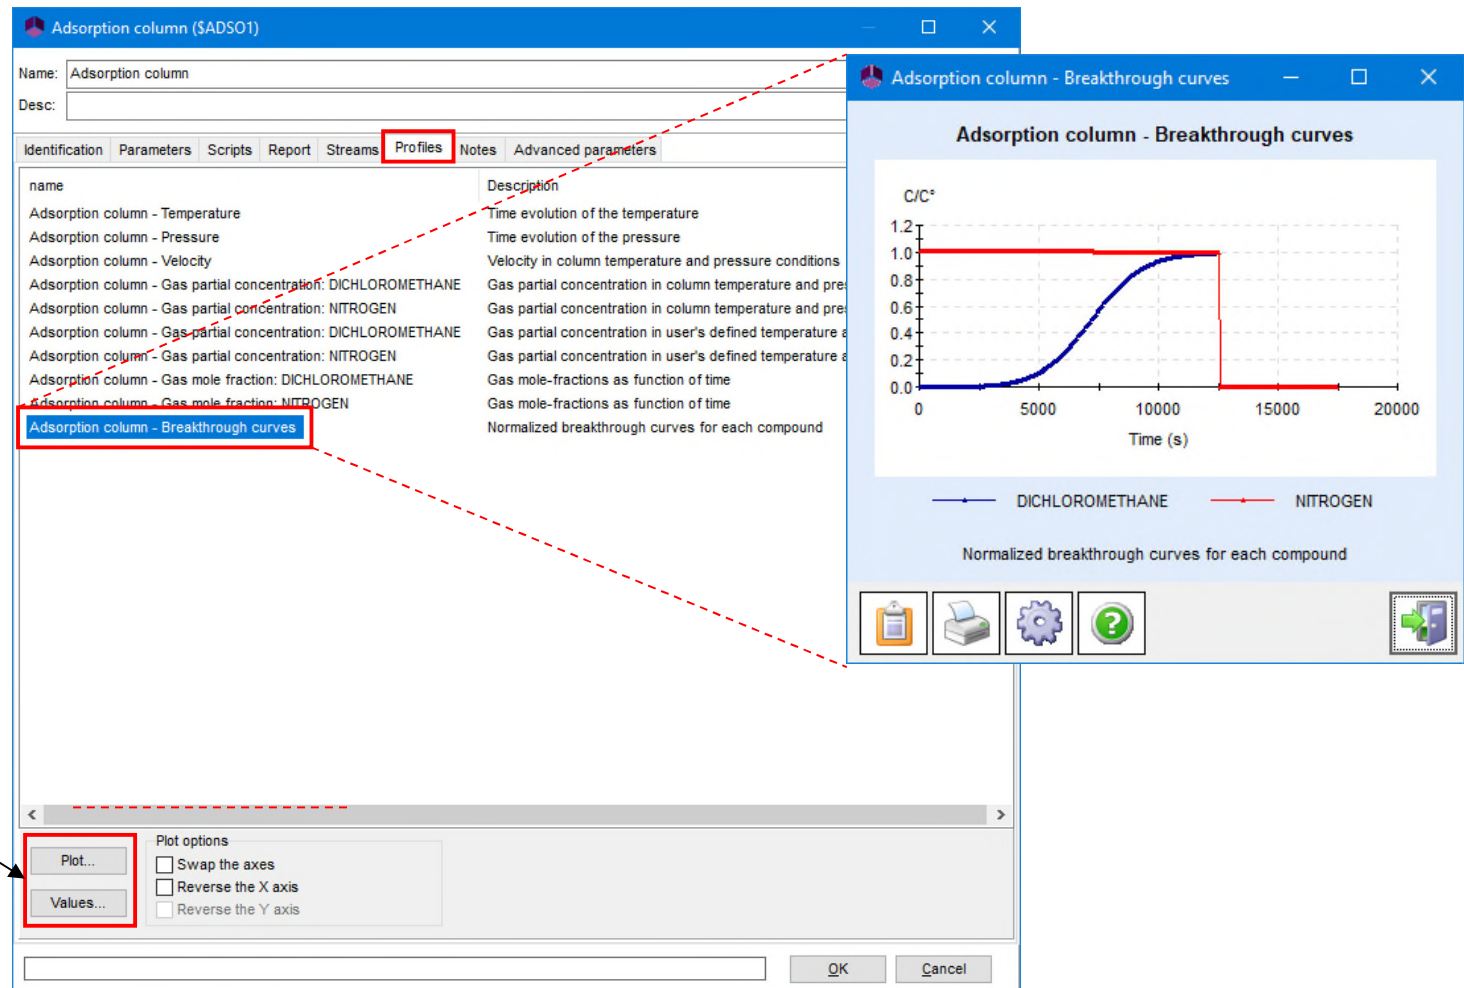 Adsorption column ($ADSO1)
Name: Adsorption column
Desc:
Identification Parameters Scripts Report Streams Profiles Notes Advanced parameters
name Description
Adsorption column - Temperature Time evolution of the temperature
Adsorption column - Pressure Time evolution of the pressure
Adsorption column - Velocity Velocity in column temperature and pressure conditions
Adsorption column - Gas partial concentration: DICHLOROMETHANE Gas partial concentration in column temperature and pre
Adsorption column - Gas partial concentration: NITROGEN Gas partial concentration in column temperature and pre
Adsorption column - Gas partial concentration: DICHLOROMETHANE Gas partial concentration in user's defined temperature a
Adsorption column - Gas partial concentration: NITROGEN Gas partial concentration in user's defined temperature a
Adsorption column - Gas mole fraction: DICHLOROMETHANE Gas mole-fractions as function of time
Adsorption column - Gas mole fraction: NITROGEN Gas mole-fractions as function of time
Adsorption column - Breakthrough curves Normalized breakthrough curves for each compound
Plot...
Values...
Plot options
Swap the axes
Reverse the X axis
Reverse the Y axis
OK Cancel
Adsorption column - Breakthrough curves
Adsorption column - Breakthrough curves
C/C°
1.2
1.0
0.8
0.6
0.4
0.2
0.0
0 5000 10000 15000 20000
Time (s)
DICHLOROMETHANE NITROGEN
Normalized breakthrough curves for each compound